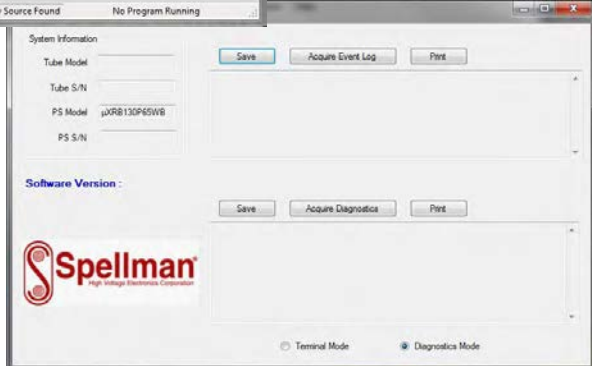 Source Found No Program Running
System Information
Save Acquire Event Log Print
Tube Model
Tube S/N
PS Model µXRB130P65WB
PS S/N
Software Version :
Save Acquire Diagnostics Print
Spellman
High Voltage Electronics Corporation
Terminal Mode Diagnostics Mode